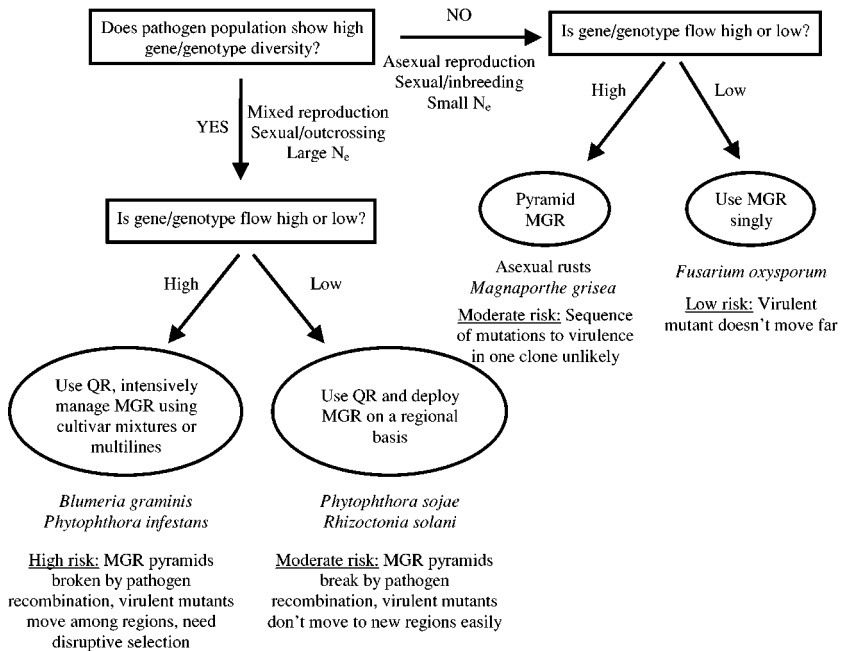 Does pathogen population show high
gene/genotype diversity?
NO
Asexual reproduction
Sexual/inbreeding
Small Ne
Is gene/genotype flow high or low?
High
Low
Pyramid
MGR
Use MGR
singly
Asexual rusts
Magnaporthe grisea
Moderate risk: Sequence
of mutations to virulence
in one clone unlikely
Fusarium oxysporum
Low risk: Virulent
mutant doesn't move far
YES
Mixed reproduction
Sexual/outcrossing
Large Ne
Is gene/genotype flow high or low?
High
Low
Use QR, intensively
manage MGR using
cultivar mixtures or
multilines
Use QR and deploy
MGR on a regional
basis
Blumeria graminis
Phytophthora infestans
High risk: MGR pyramids
broken by pathogen
recombination, virulent mutants
move among regions, need
disruptive selection
Phytophthora sojae
Rhizoctonia solani
Moderate risk: MGR pyramids
break by pathogen
recombination, virulent mutants
don't move to new regions easily